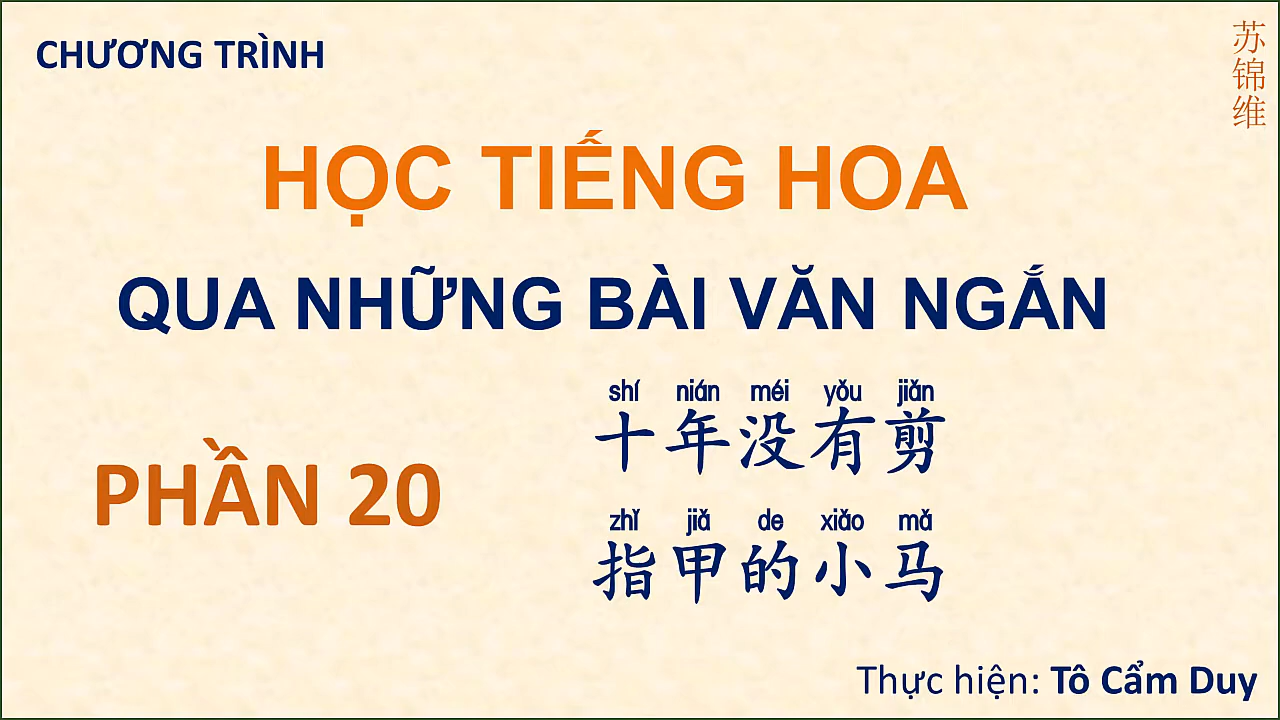 CHƯƠNG TRÌNH
苏锦维
HỌC TIẾNG HOA
QUA NHỮNG BÀI VĂN NGẮN
PHẦN 20
shí nián méi yǒu jiǎn
十年没有剪
zhǐ jiǎ de xiǎo mǎ
指甲的小马
Thực hiện: Tô Cẩm Duy